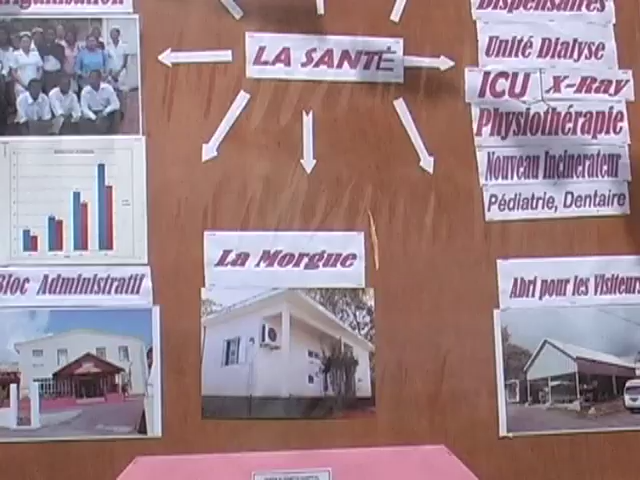 Dispensaires
LA SANTÉ
Unité Dialyse
ICU X-Ray
Physiothérapie
Nouveau Incinerateur
Pédiatrie, Dentaire
La Morgue
Bloc Administratif
Abri pour les Visiteurs